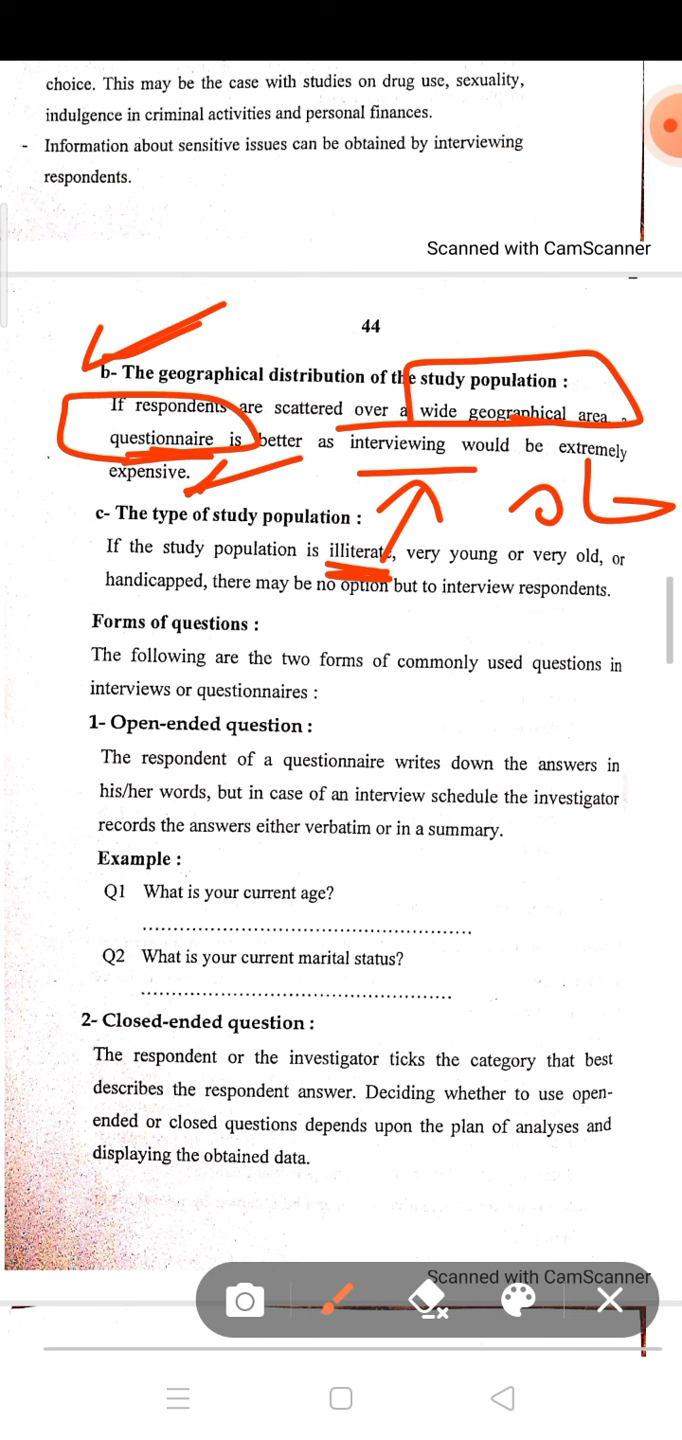 choice. This may be the case with studies on drug use, sexuality,
indulgence in criminal activities and personal finances.
- Information about sensitive issues can be obtained by interviewing
respondents.
Scanned with CamScanner
44
b- The geographical distribution of the study population :
If respondents are scattered over a wide geographical area ,
questionnaire is better as interviewing would be extremely
expensive.
c- The type of study population :
If the study population is illiterate, very young or very old, or
handicapped, there may be no option but to interview respondents.
Forms of questions :
The following are the two forms of commonly used questions in
interviews or questionnaires :
1- Open-ended question :
The respondent of a questionnaire writes down the answers in
his/her words, but in case of an interview schedule the investigator
records the answers either verbatim or in a summary.
Example :
Q1 What is your current age?
Q2 What is your current marital status?
2- Closed-ended question :
The respondent or the investigator ticks the category that best
describes the respondent answer. Deciding whether to use open-
ended or closed questions depends upon the plan of analyses and
displaying the obtained data.
Scanned with CamScanner